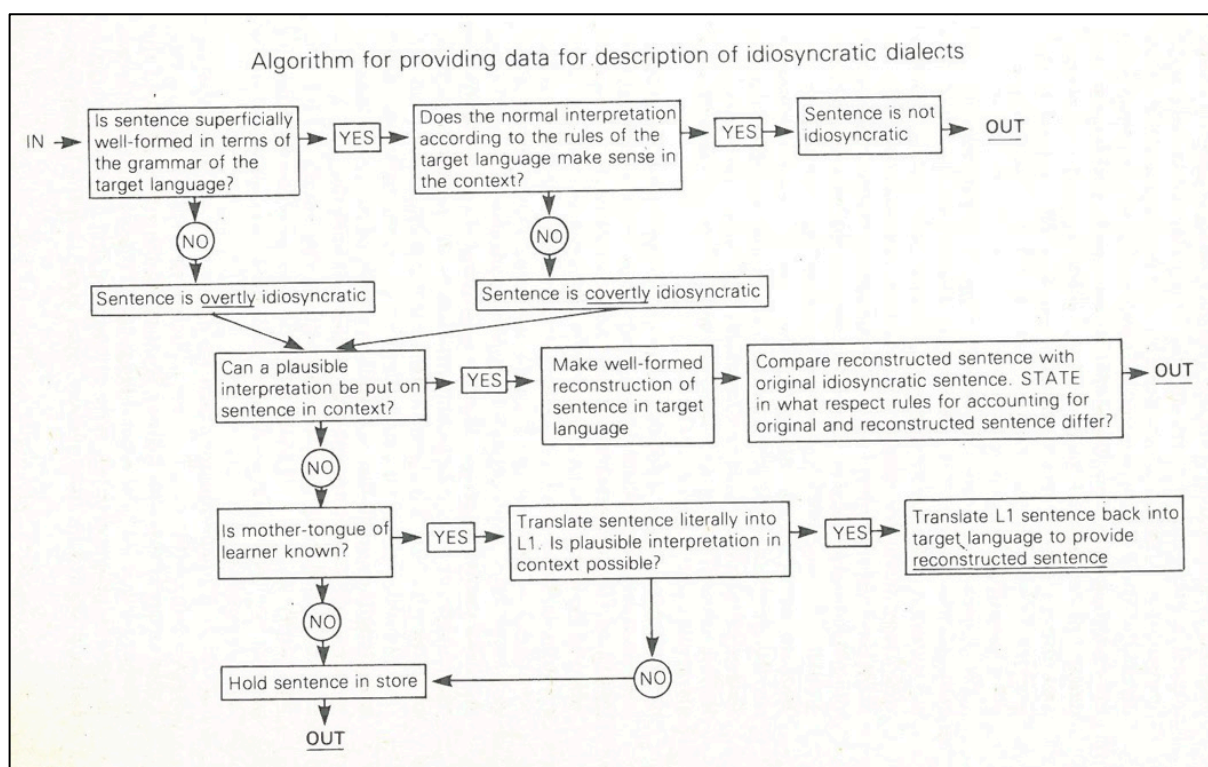 Algorithm for providing data for description of idiosyncratic dialects
IN
Is sentence superficially
well-formed in terms of
the grammar of the
target language?
YES
Does the normal interpretation
according to the rules of the
target language make sense in
the context?
YES
Sentence is not
idiosyncratic
OUT
NO
NO
Sentence is overtly idiosyncratic
Sentence is covertly idiosyncratic
Can a plausible
interpretation be put on
sentence in context?
YES
Make well-formed
reconstruction of
sentence in target
language
Compare reconstructed sentence with
original idiosyncratic sentence. STATE
in what respect rules for accounting for
original and reconstructed sentence differ?
OUT
NO
Is mother-tongue of
learner known?
YES
Translate sentence literally into
L1. Is plausible interpretation in
context possible?
YES
Translate L1 sentence back into
target language to provide
reconstructed sentence
NO
NO
Hold sentence in store
OUT